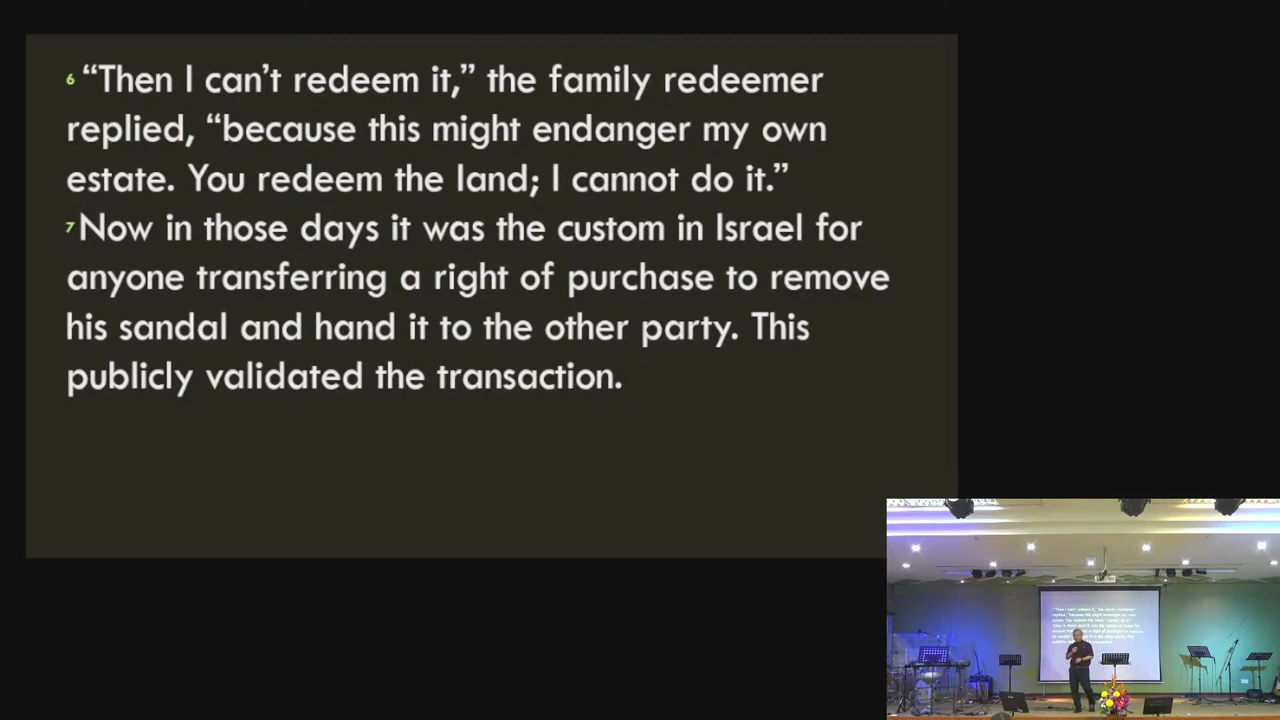 6 “Then I can’t redeem it,” the family redeemer
replied, “because this might endanger my own
estate. You redeem the land; I cannot do it.”
7 Now in those days it was the custom in Israel for
anyone transferring a right of purchase to remove
his sandal and hand it to the other party. This
publicly validated the transaction.